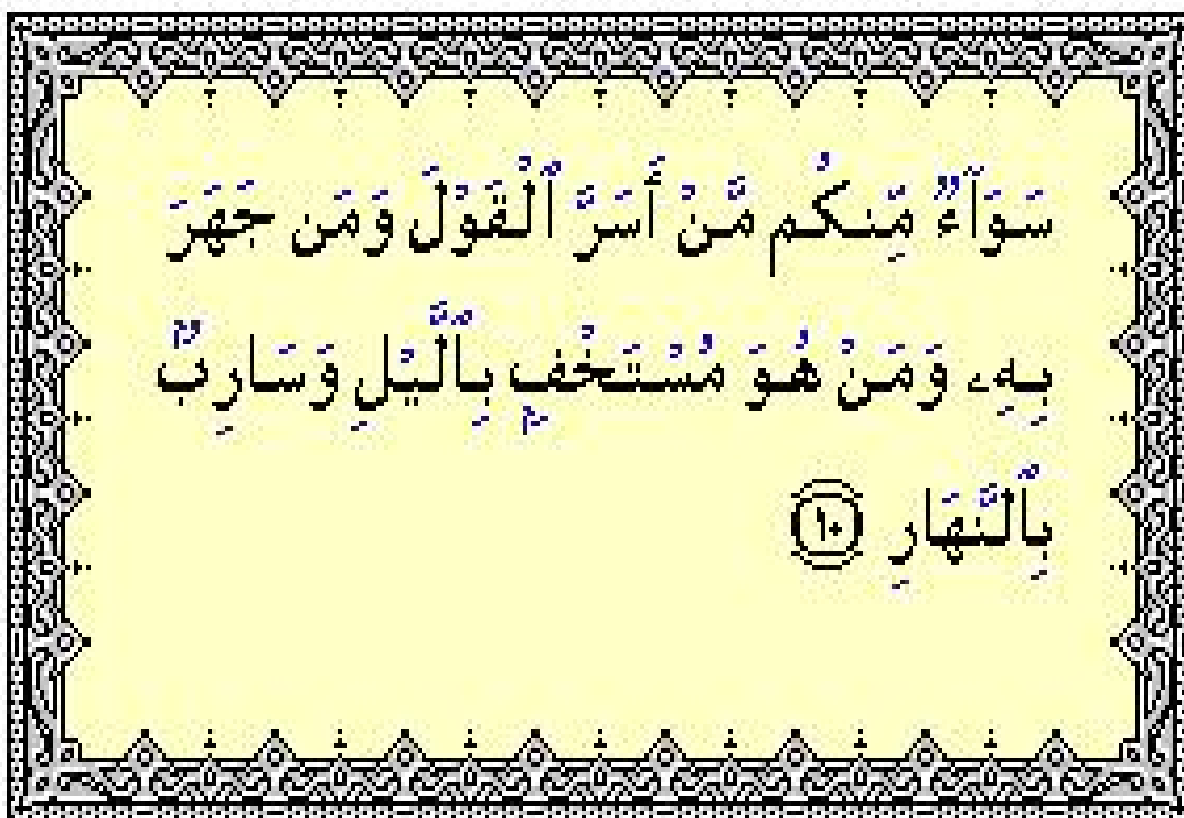 سَوَآءٌ مِّنكُم مَّنْ أَسَرَّ ٱلْقَوْلَ وَمَن جَهَرَ
بِهِۦ وَمَنْ هُوَ مُسْتَخْفٍۭ بِٱلَّيْلِ وَسَارِبٌۢ
بِٱلنَّهَارِ ١٠